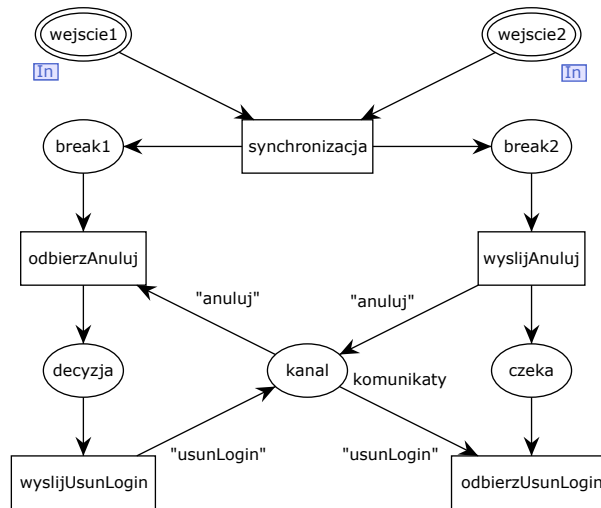 wejscie1
wejscie2
In
In
break1
synchronizacja
break2
odbierzAnuluj
wyslijAnuluj
"anuluj"
"anuluj"
decyzja
kanal
komunikaty
czeka
"usunLogin"
"usunLogin"
wyslijUsunLogin
odbierzUsunLogin